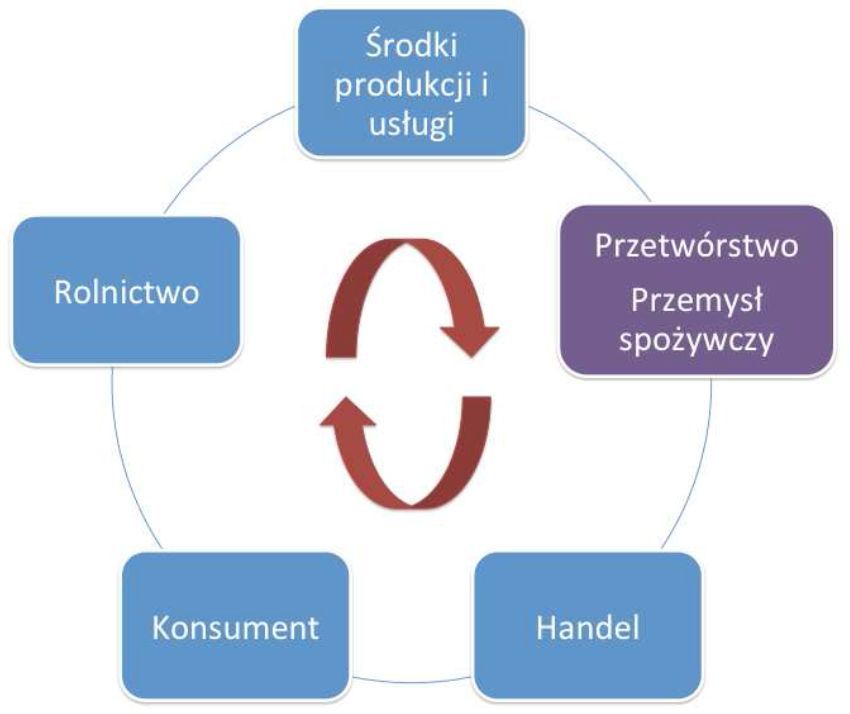 Środki
produkcji i
usługi
Przetwórstwo
Przemysł
spożywczy
Rolnictwo
Konsument
Handel